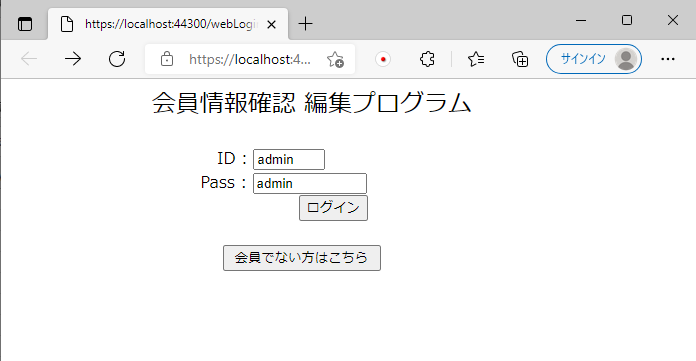 https://localhost:44300/webLogi
https://localhost:4...
サインイン
会員情報確認 編集プログラム
ID : admin
Pass : admin
ログイン
会員でない方はこちら